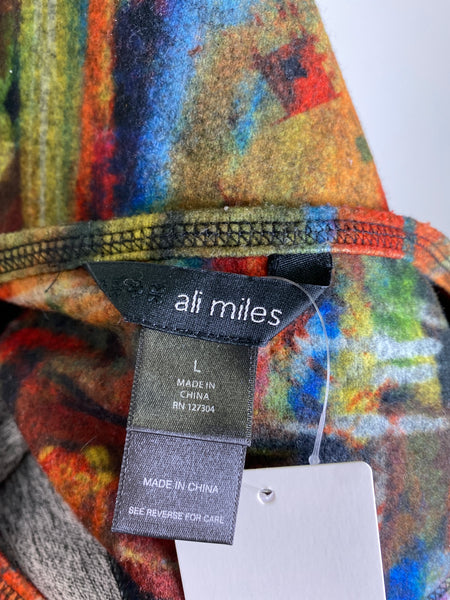 ali miles
L
MADE IN
CHINA
RN 127304
MADE IN CHINA
SEE REVERSE FOR CARE